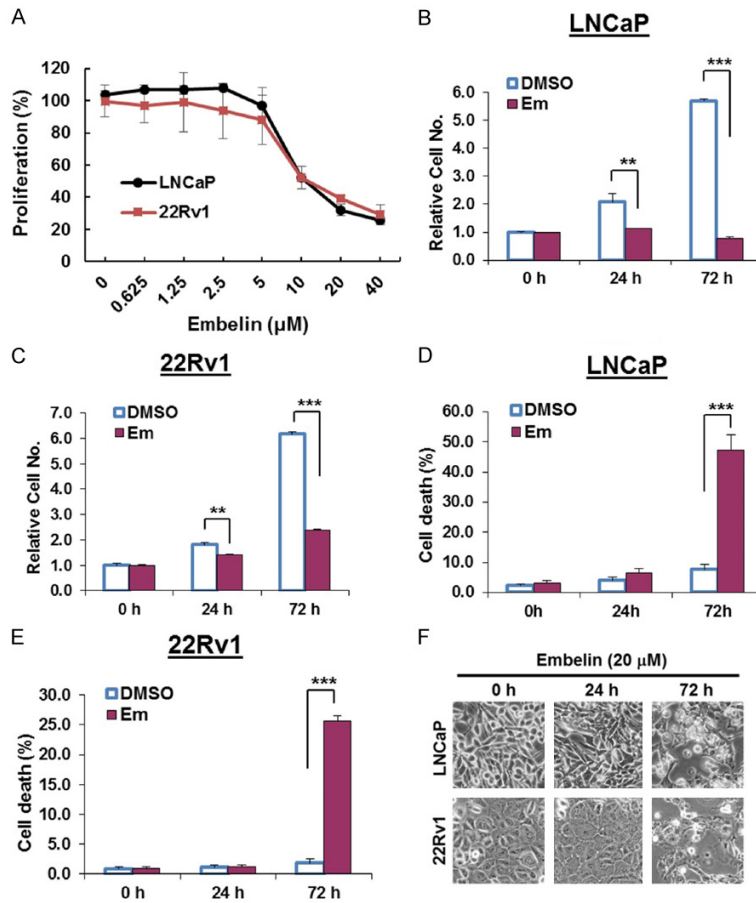 A
Proliferation (%)
120
100
80
60
40
20
0
LNCaP
22Rv1
0 0.625 1.25 2.5 5 10 20 40
Embelin (µM)
B
LNCaP
Relative Cell No.
6.0
5.0
4.0
3.0
2.0
1.0
0.0
DMSO
Em
**
***
0 h 24 h 72 h
C
22Rv1
Relative Cell No.
7.0
6.0
5.0
4.0
3.0
2.0
1.0
0.0
DMSO
Em
**
***
0 h 24 h 72 h
D
LNCaP
Cell death (%)
60.0
50.0
40.0
30.0
20.0
10.0
0.0
DMSO
Em
***
0h 24h 72h
E
22Rv1
Cell death (%)
30.0
25.0
20.0
15.0
10.0
5.0
0.0
DMSO
Em
***
0 h 24 h 72 h
F
Embelin (20 µM)
0 h 24 h 72 h
LNCaP
22Rv1